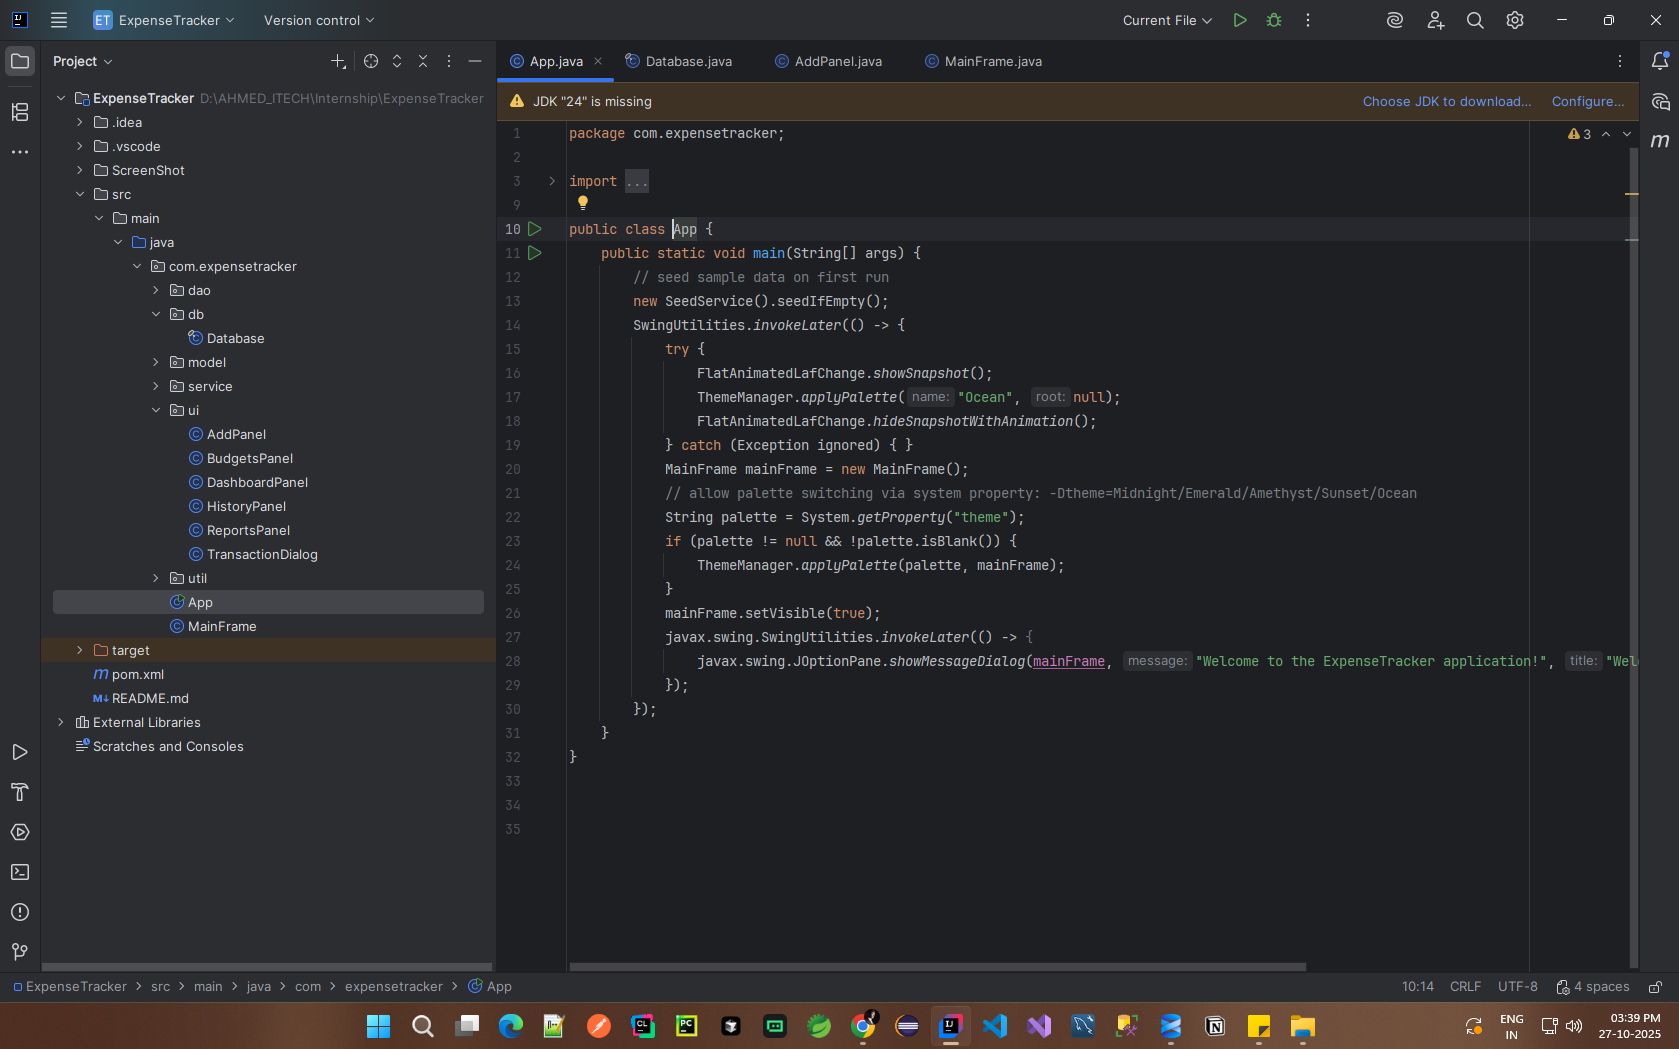 ET ExpenseTracker Version control Current File
Project
App.java Database.java AddPanel.java MainFrame.java
ExpenseTracker D:\AHMED_ITECH\Internship\ExpenseTracker
.idea
.vscode
ScreenShot
src
main
java
com.expensetracker
dao
db
Database
model
service
ui
AddPanel
BudgetsPanel
DashboardPanel
HistoryPanel
ReportsPanel
TransactionDialog
util
App
MainFrame
target
m pom.xml
M↓ README.md
External Libraries
Scratches and Consoles
JDK "24" is missing Choose JDK to download... Configure...
3
1 package com.expensetracker;
2
3 import ...
9
10 public class App {
11 public static void main(String[] args) {
12 // seed sample data on first run
13 new SeedService().seedIfEmpty();
14 SwingUtilities.invokeLater(() -> {
15 try {
16 FlatAnimatedLafChange.showSnapshot();
17 ThemeManager.applyPalette( name: "Ocean", root: null);
18 FlatAnimatedLafChange.hideSnapshotWithAnimation();
19 } catch (Exception ignored) { }
20 MainFrame mainFrame = new MainFrame();
21 // allow palette switching via system property: -Dtheme=Midnight/Emerald/Amethyst/Sunset/Ocean
22 String palette = System.getProperty("theme");
23 if (palette != null && !palette.isBlank()) {
24 ThemeManager.applyPalette(palette, mainFrame);
25 }
26 mainFrame.setVisible(true);
27 javax.swing.SwingUtilities.invokeLater(() -> {
28 javax.swing.JOptionPane.showMessageDialog(mainFrame, message: "Welcome to the ExpenseTracker application!", title: "Wel
29 });
30 });
31 }
32 }
33
34
35
m
ExpenseTracker > src > main > java > com > expensetracker > App 10:14 CRLF UTF-8 4 spaces
ENG
IN
03:39 PM
27-10-2025